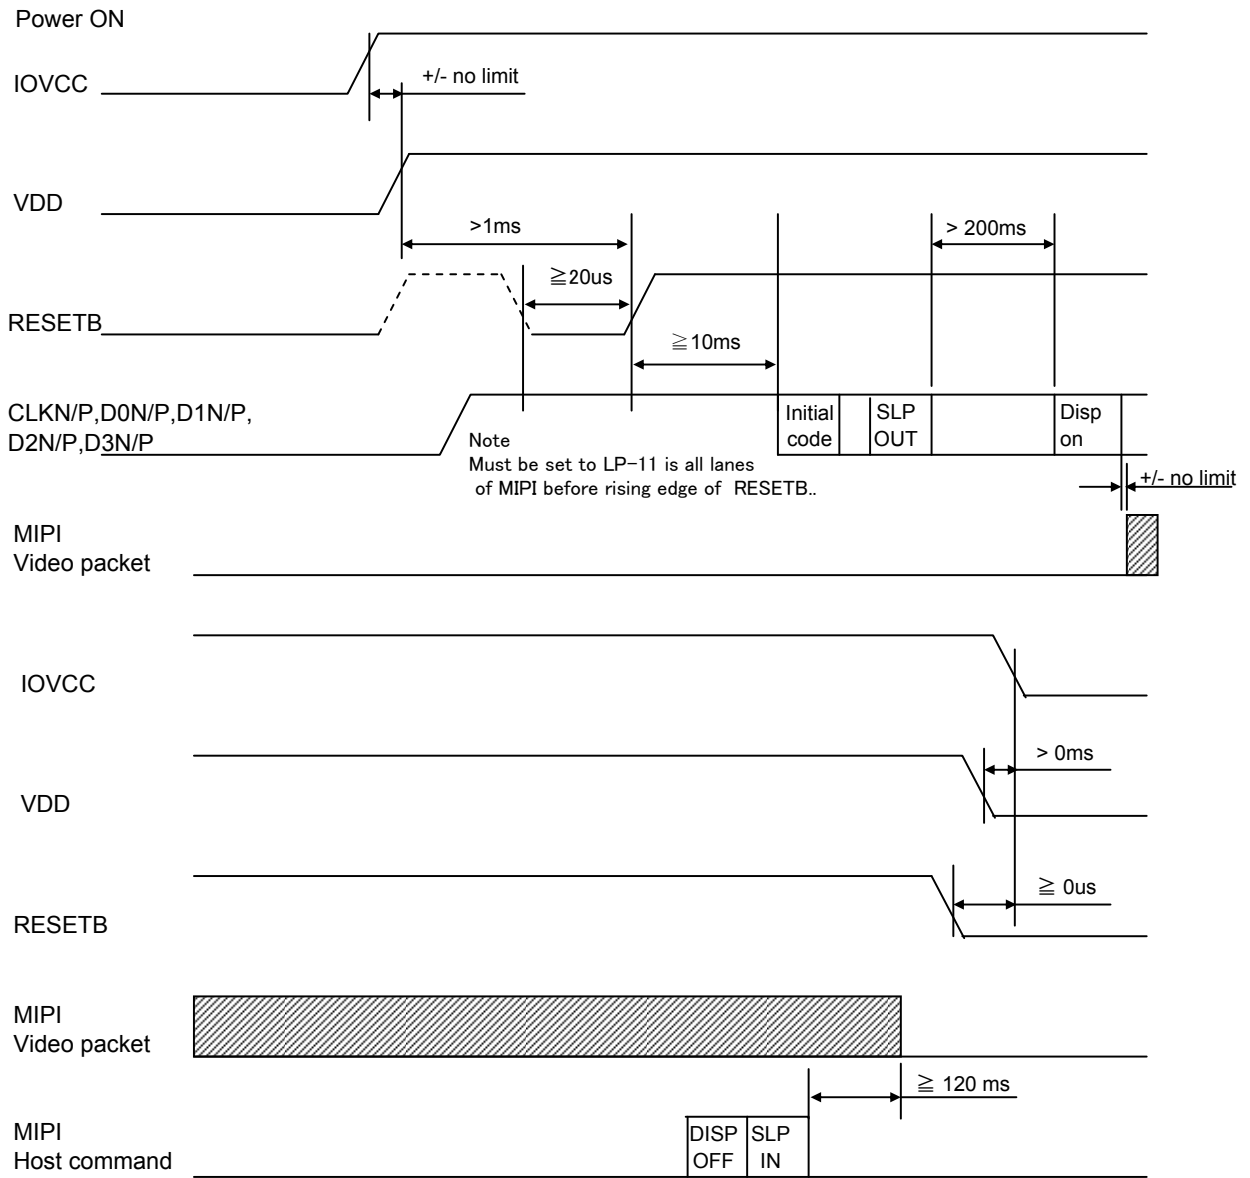 Power ON
IOVCC
+/- no limit
VDD
>1ms
> 200ms
≧20us
RESETB
≧10ms
CLKN/P,D0N/P,D1N/P,
D2N/P,D3N/P
Initial
code
SLP
OUT
Disp
on
Note
Must be set to LP-11 is all lanes
of MIPI before rising edge of RESETB..
+/- no limit
MIPI
Video packet
IOVCC
> 0ms
VDD
≧ 0us
RESETB
MIPI
Video packet
≧ 120 ms
MIPI
Host command
DISP
OFF
SLP
IN